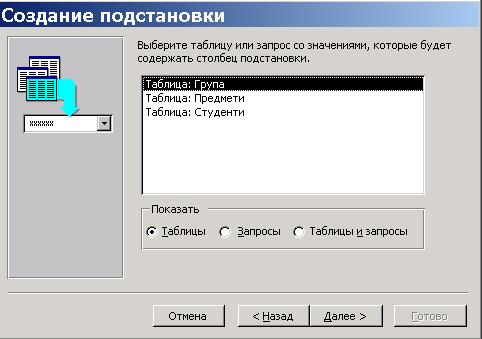 Создание подстановки
Выберите таблицу или запрос со значениями, которые будет
содержать столбец подстановки.
xxxxxx
Таблица: Група
Таблица: Предмети
Таблица: Студенти
Показать
Таблицы
Запросы
Таблицы и запросы
Отмена
< Назад
Далее >
Готово